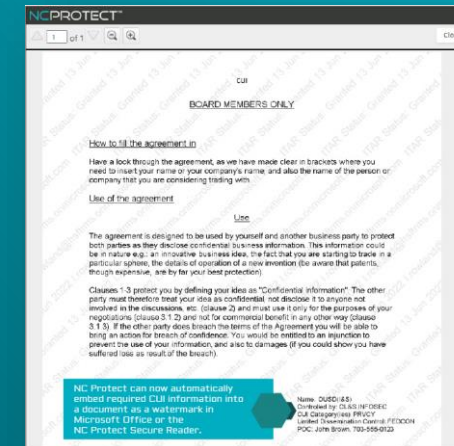 NCPROTECT™
1 of 1
Cle
CUI
BOARD MEMBERS ONLY
How to fill the agreement in
Have a look through the agreement, as we have made clear in brackets where you
need to insert your name or your company's name, and also the name of the person or
company that you are considering trading with.
Use of the agreement
Use
The agreement is designed to be used by yourself and another business party to protect
both parties as they disclose confidential business information. This information could
be in nature e.g.: an innovative business idea, the fact that you are starting to trade in a
particular sphere, the details of operation of a new invention (be aware that patents,
though expensive, are by far your best protection).
Clauses 1-3 protect you by defining your idea as "Confidential information". The other
party must therefore treat your idea as confidential, not disclose it to anyone not
involved in the discussions, etc. (clause 2) and must use it only for the purposes of your
negotiations (clause 3.1.2) and not for commercial benefit in any other way (clause
3.1.3). If the other party does breach the terms of the Agreement you will be able to
bring an action for breach of confidence. You would be entitled to an injunction to
prevent the use of your information, and also to damages (if you could show you have
suffered loss as result of the breach).
NC Protect can now automatically
embed required CUI information into
a document as a watermark in
Microsoft Office or the
NC Protect Secure Reader.
Name: OUSD(I&S)
Controlled by: CL&S INFOSEC
CUI Category(ies): PRVCY
Limited Dissemination Control: FEDCON
POC: John Brown, 703-555-0123